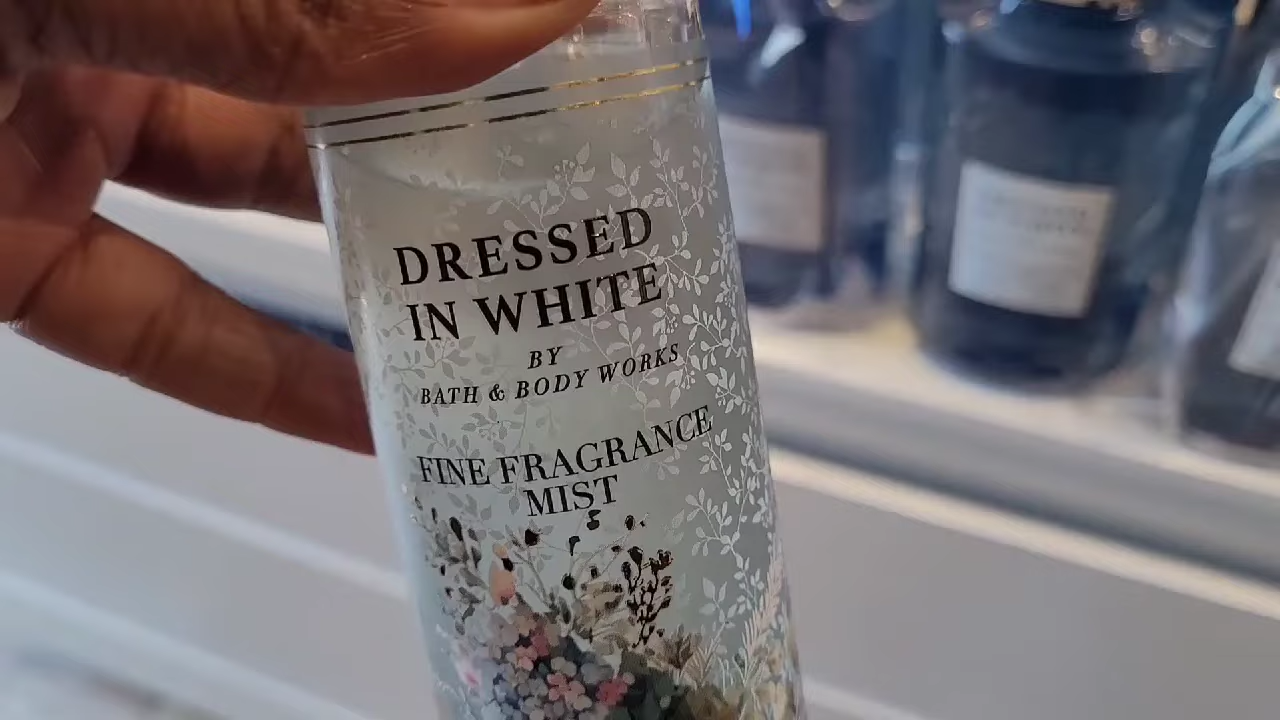 DRESSED
IN WHITE
BY
BATH & BODY WORKS
FINE FRAGRANCE
MIST